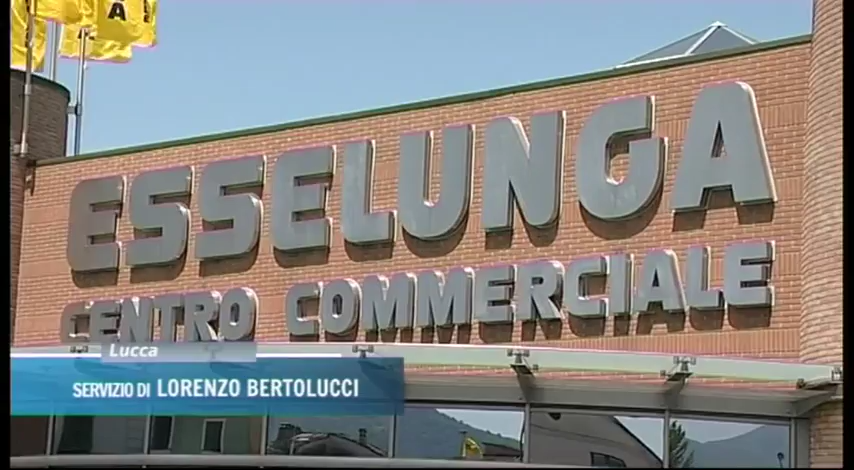 A
ESSELUNGA
CENTRO COMMERCIALE
Lucca
SERVIZIO DI LORENZO BERTOLUCCI